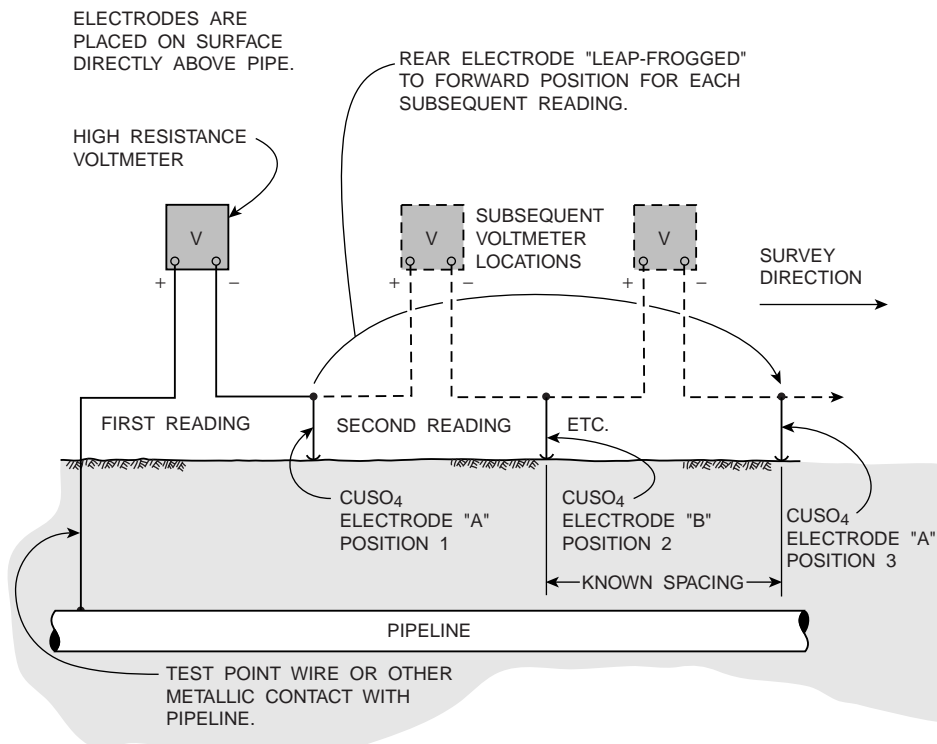 ELECTRODES ARE
PLACED ON SURFACE
DIRECTLY ABOVE PIPE.
REAR ELECTRODE "LEAP-FROGGED"
TO FORWARD POSITION FOR EACH
SUBSEQUENT READING.
HIGH RESISTANCE
VOLTMETER
V
+ −
V
+ −
SUBSEQUENT
VOLTMETER
LOCATIONS
V
+ −
SURVEY
DIRECTION
FIRST READING
SECOND READING
ETC.
CUSO4
ELECTRODE "A"
POSITION 1
CUSO4
ELECTRODE "B"
POSITION 2
CUSO4
ELECTRODE "A"
POSITION 3
KNOWN SPACING
PIPELINE
TEST POINT WIRE OR OTHER
METALLIC CONTACT WITH
PIPELINE.